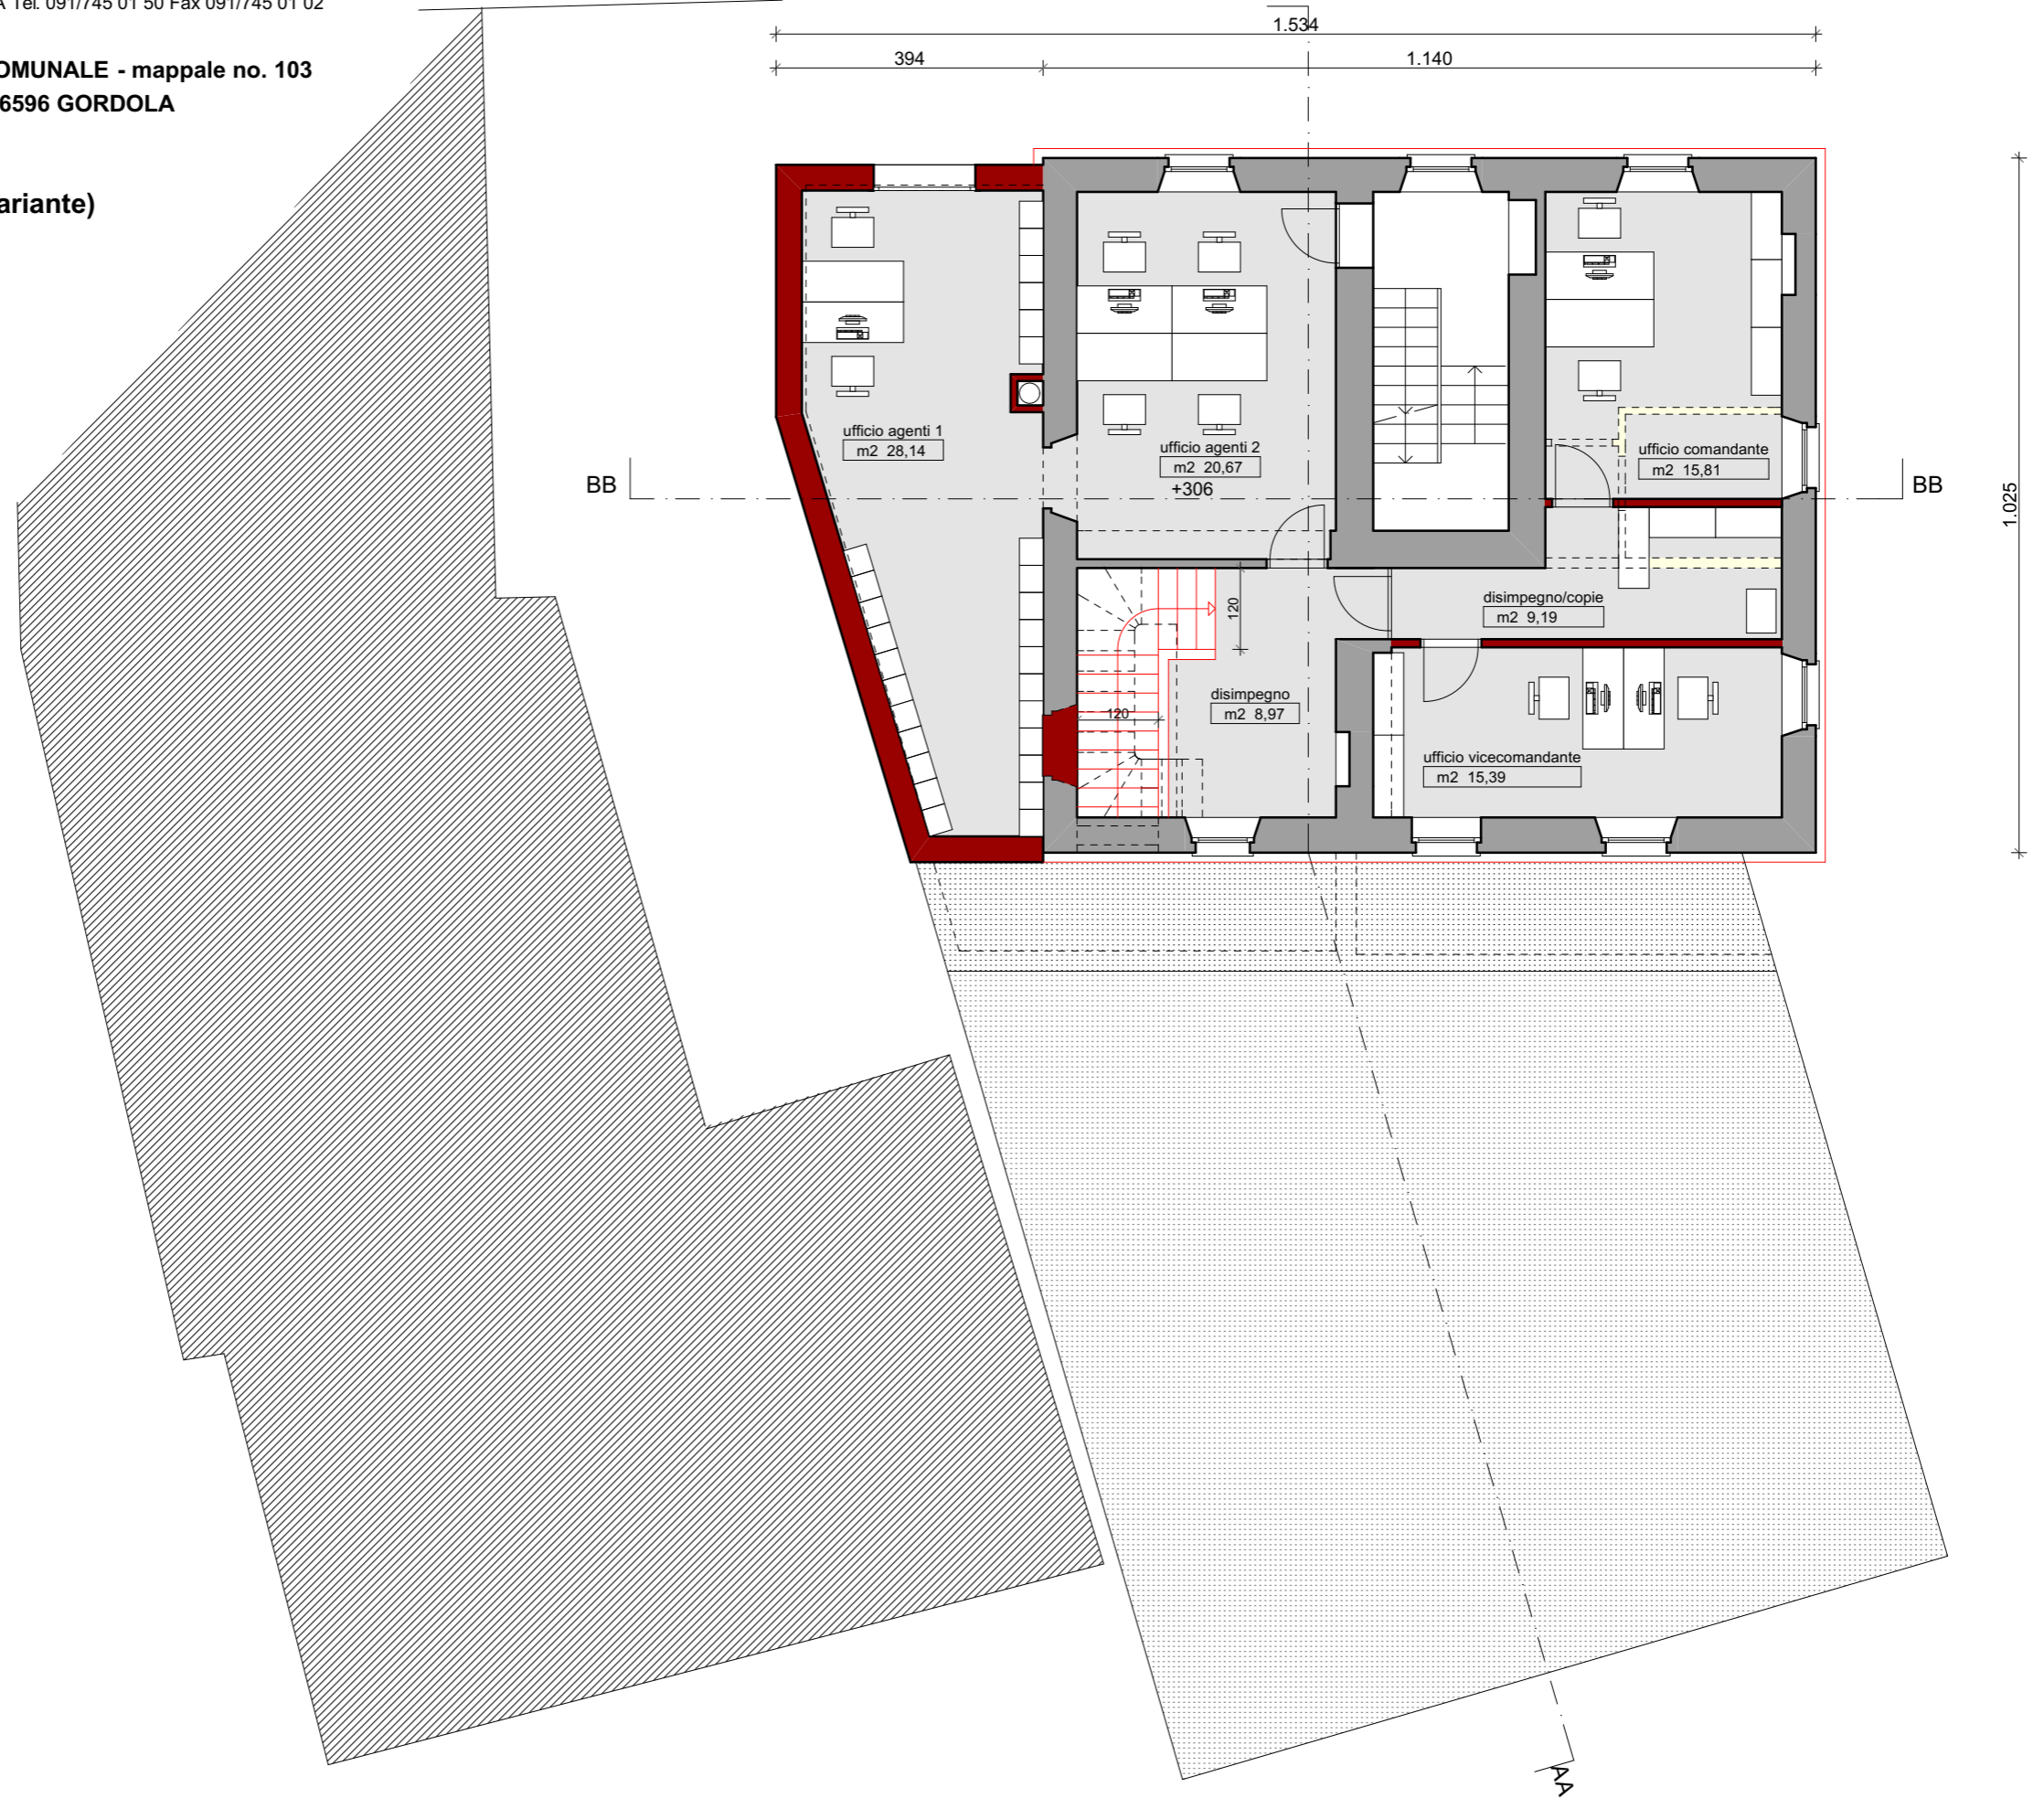 Tel. 091/745 01 50 Fax 091/745 01 02
OMUNALE - mappale no. 103
6596 GORDOLA
ariante)
1.534
394
1.140
1.025
ufficio agenti 1
m2 28,14
ufficio agenti 2
m2 20,67
+306
ufficio comandante
m2 15,81
BB
BB
disimpegno/copie
m2 9,19
120
disimpegno
m2 8,97
120
ufficio vicecomandante
m2 15,39
AA